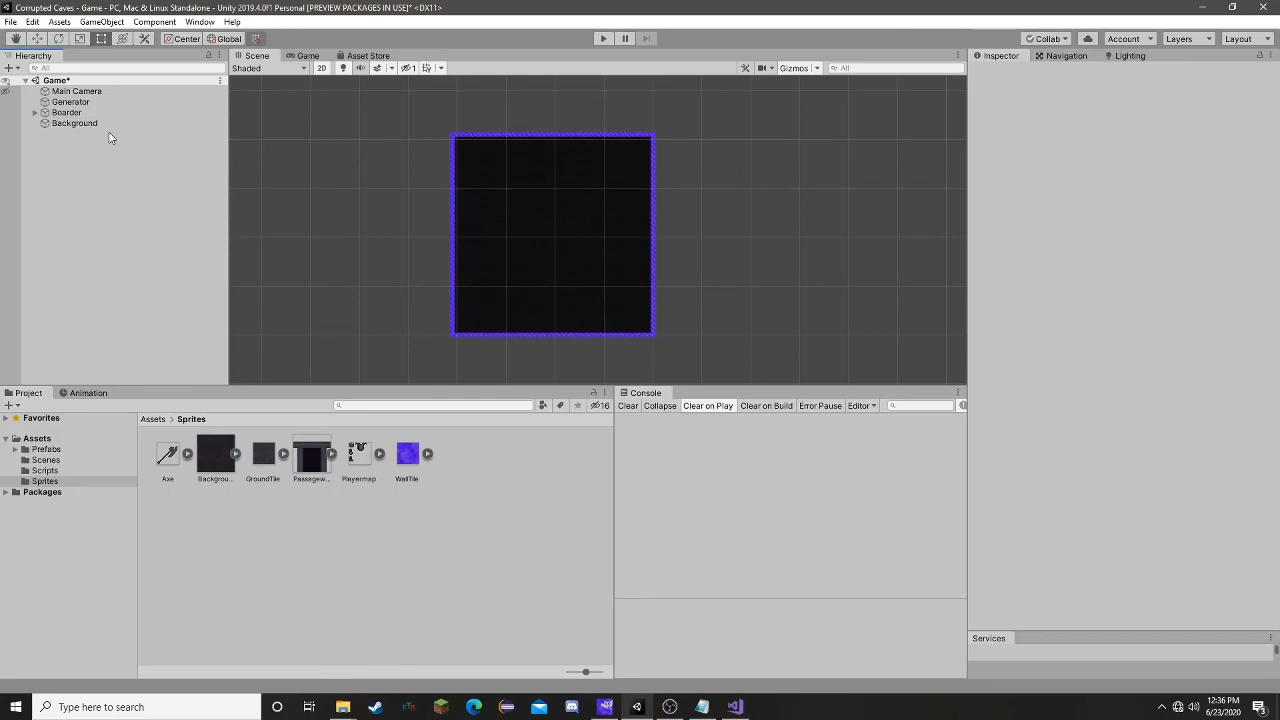 Corrupted Caves - Game - PC, Mac & Linux Standalone - Unity 2019.4.0f1 Personal [PREVIEW PACKAGES IN USE]* <DX11>
File Edit Assets GameObject Component Window Help
Center Global Collab Account Layers Layout
Hierarchy Scene Game Asset Store Inspector Navigation Lighting
All Shaded 2D 1 Gizmos All
Game*
Main Camera
Generator
Boarder
Background
Project Animation Console
16 Clear Collapse Clear on Play Clear on Build Error Pause Editor
Favorites Assets > Sprites
Assets
Prefabs
Scenes
Scripts
Sprites
Packages
Axe Backgrou... GroundTile Passagew... Playermap WallTile
Services
Type here to search
12:36 PM
6/23/2020